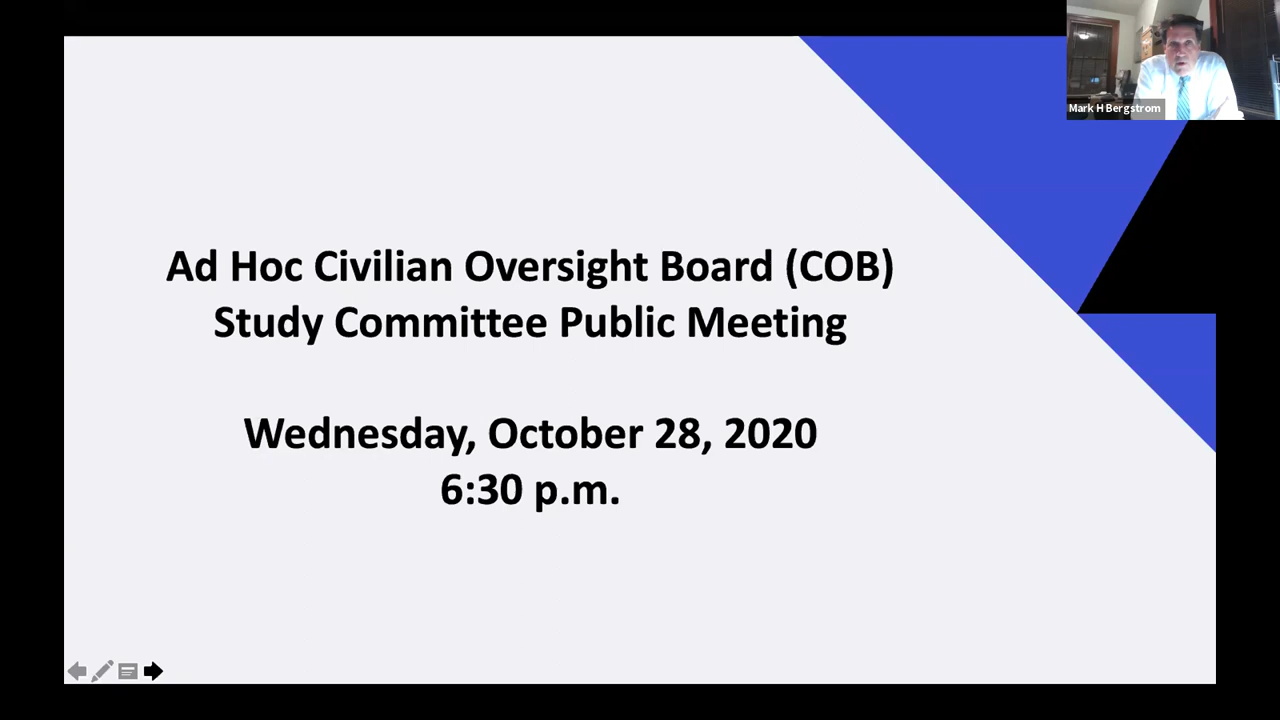 Mark H Bergstrom
Ad Hoc Civilian Oversight Board (COB)
Study Committee Public Meeting
Wednesday, October 28, 2020
6:30 p.m.